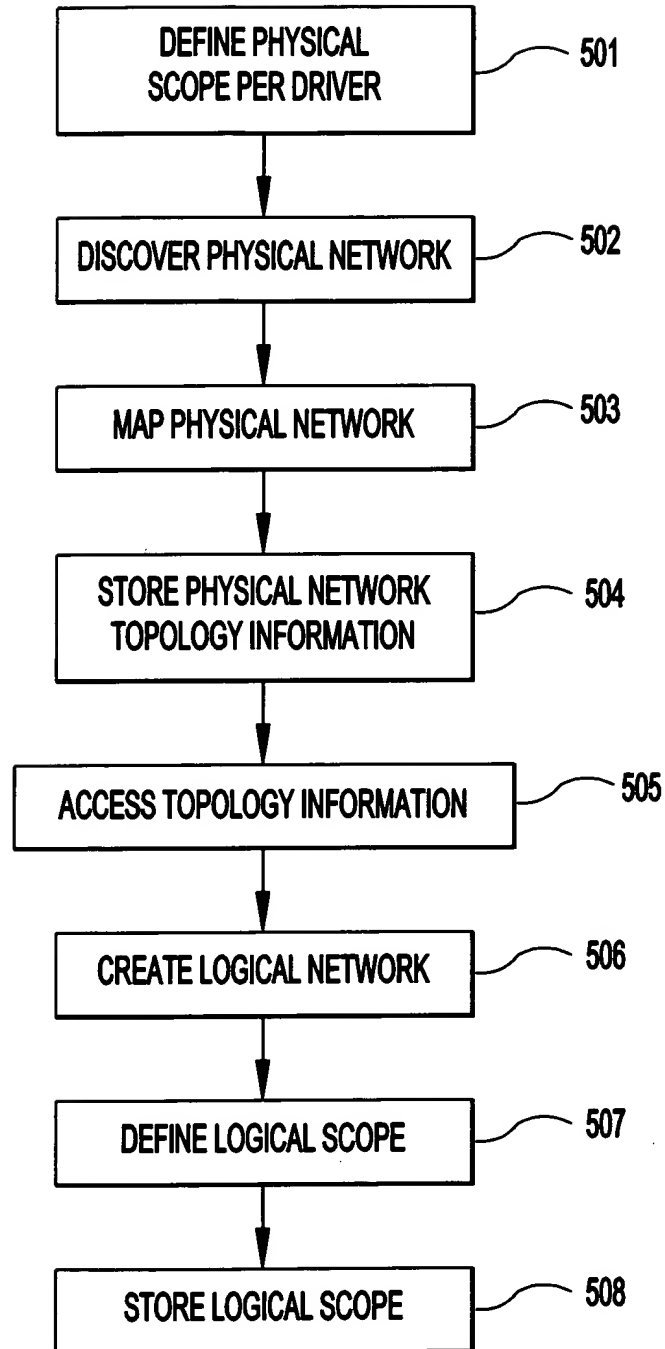 DEFINE PHYSICAL
SCOPE PER DRIVER
501
DISCOVER PHYSICAL NETWORK
502
MAP PHYSICAL NETWORK
503
STORE PHYSICAL NETWORK
TOPOLOGY INFORMATION
504
ACCESS TOPOLOGY INFORMATION
505
CREATE LOGICAL NETWORK
506
DEFINE LOGICAL SCOPE
507
STORE LOGICAL SCOPE
508